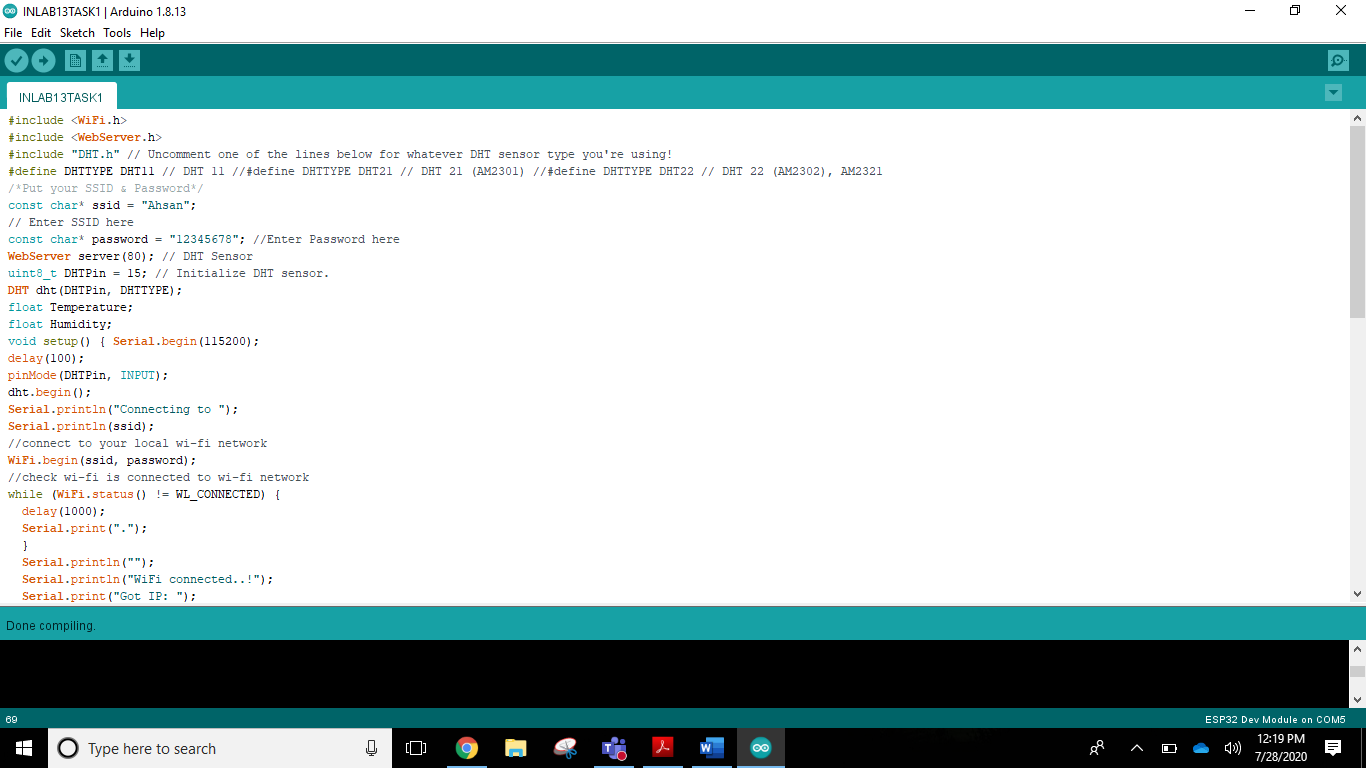 INLAB13TASK1 | Arduino 1.8.13
File Edit Sketch Tools Help
INLAB13TASK1
#include <WiFi.h>
#include <WebServer.h>
#include "DHT.h" // Uncomment one of the lines below for whatever DHT sensor type you're using!
#define DHTTYPE DHT11 // DHT 11 //#define DHTTYPE DHT21 // DHT 21 (AM2301) //#define DHTTYPE DHT22 // DHT 22 (AM2302), AM2321
/*Put your SSID & Password*/
const char* ssid = "Ahsan";
// Enter SSID here
const char* password = "12345678"; //Enter Password here
WebServer server(80); // DHT Sensor
uint8_t DHTPin = 15; // Initialize DHT sensor.
DHT dht(DHTPin, DHTTYPE);
float Temperature;
float Humidity;
void setup() { Serial.begin(115200);
delay(100);
pinMode(DHTPin, INPUT);
dht.begin();
Serial.println("Connecting to ");
Serial.println(ssid);
//connect to your local wi-fi network
WiFi.begin(ssid, password);
//check wi-fi is connected to wi-fi network
while (WiFi.status() != WL_CONNECTED) {
delay(1000);
Serial.print(".");
}
Serial.println("");
Serial.println("WiFi connected..!");
Serial.print("Got IP: ");
Done compiling.
69 ESP32 Dev Module on COM5
Type here to search
12:19 PM
7/28/2020